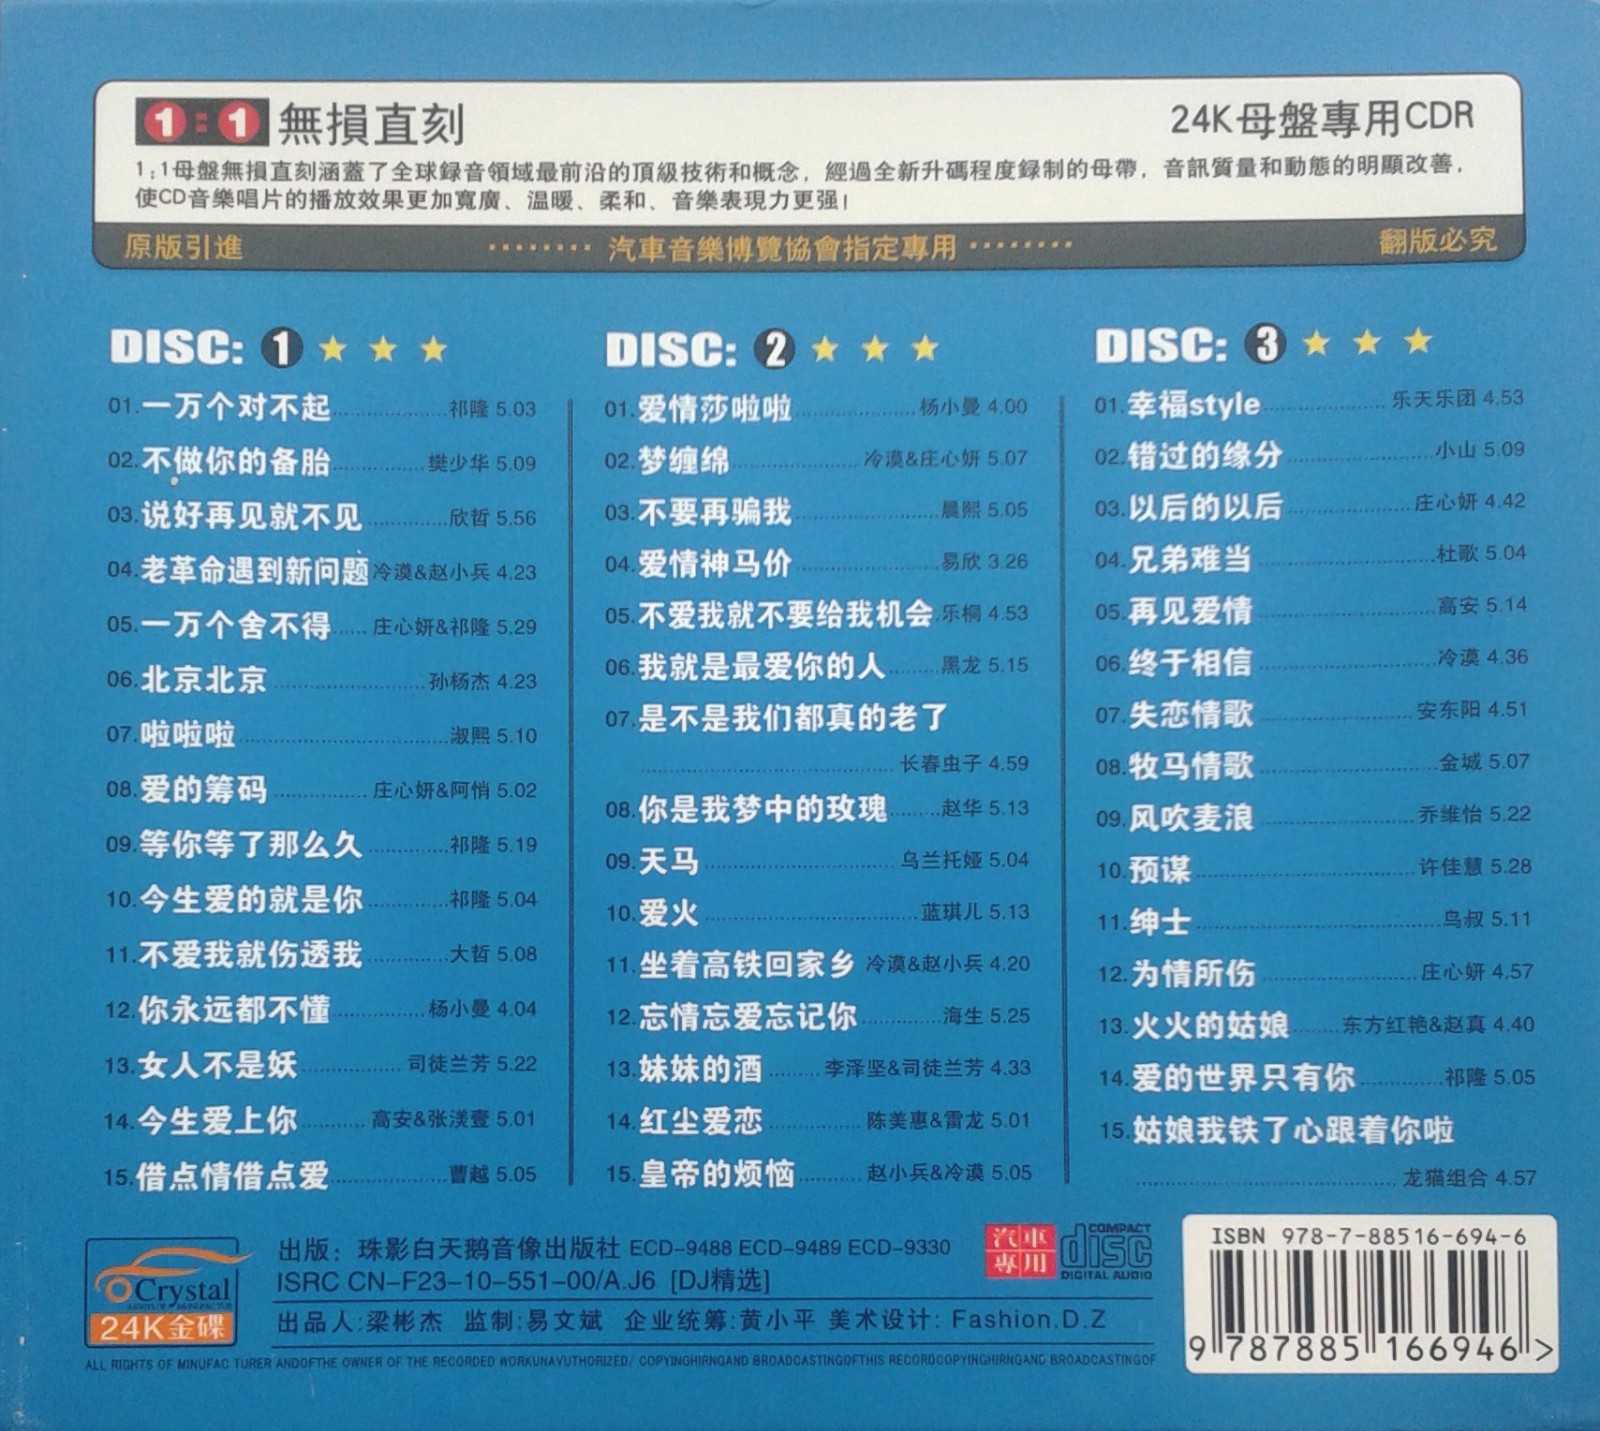 1:1 無損直刻
24K母盤專用CDR
1:1母盤無損直刻涵蓋了全球録音領域最前沿的頂級技術和概念,經過全新升碼程度録制的母帶,音訊質量和動態的明顯改善,
使CD音樂唱片的播放效果更加寬廣、温暖、柔和、音樂表現力更强!
原版引進 ········ 汽車音樂博覽協會指定專用 ········ 翻版必究
DISC: 1 ★ ★ ★
01.一万个对不起 祁隆 5.03
02.不做你的备胎 樊少华 5.09
03.说好再见就不见 欣哲 5.56
04.老革命遇到新问题 冷漠&赵小兵 4.23
05.一万个舍不得 庄心妍&祁隆 5.29
06.北京北京 孙杨杰 4.23
07.啦啦啦 淑熙 5.10
08.爱的筹码 庄心妍&阿悄 5.02
09.等你等了那么久 祁隆 5.19
10.今生爱的就是你 祁隆 5.04
11.不爱我就伤透我 大哲 5.08
12.你永远都不懂 杨小曼 4.04
13.女人不是妖 司徒兰芳 5.22
14.今生爱上你 高安&张渼壹 5.01
15.借点情借点爱 曹越 5.05
DISC: 2 ★ ★ ★
01.爱情莎啦啦 杨小曼 4.00
02.梦缠绵 冷漠&庄心妍 5.07
03.不要再骗我 晨熙 5.05
04.爱情神马价 易欣 3.26
05.不爱我就不要给我机会 乐桐 4.53
06.我就是最爱你的人 黑龙 5.15
07.是不是我们都真的老了
长春虫子 4.59
08.你是我梦中的玫瑰 赵华 5.13
09.天马 乌兰托娅 5.04
10.爱火 蓝琪儿 5.13
11.坐着高铁回家乡 冷漠&赵小兵 4.20
12.忘情忘爱忘记你 海生 5.25
13.妹妹的酒 李泽坚&司徒兰芳 4.33
14.红尘爱恋 陈美惠&雷龙 5.01
15.皇帝的烦恼 赵小兵&冷漠 5.05
DISC: 3 ★ ★ ★
01.幸福style 乐天乐团 4.53
02.错过的缘分 小山 5.09
03.以后的以后 庄心妍 4.42
04.兄弟难当 杜歌 5.04
05.再见爱情 高安 5.14
06.终于相信 冷漠 4.36
07.失恋情歌 安东阳 4.51
08.牧马情歌 金城 5.07
09.风吹麦浪 乔维怡 5.22
10.预谋 许佳慧 5.28
11.绅士 鸟叔 5.11
12.为情所伤 庄心妍 4.57
13.火火的姑娘 东方红艳&赵真 4.40
14.爱的世界只有你 祁隆 5.05
15.姑娘我铁了心跟着你啦
龙猫组合 4.57
Crystal
24K金碟
出版: 珠影白天鹅音像出版社 ECD-9488 ECD-9489 ECD-9330
ISRC CN-F23-10-551-00/A.J6 [DJ精选]
出品人:梁彬杰 监制:易文斌 企业统筹:黄小平 美术设计: Fashion.D.Z
汽車專用
COMPACT
disc
DIGITAL AUDIO
ISBN 978-7-88516-694-6
9 787885 166946 >
ALL RIGHTS OF MINUFAC TURER ANDOFTHE OWNER OF THE RECORDED WORKUNAVUTHORIZED/ COPYINGHIRNGAND BROADCASTINGOFTHIS RECORDCOPYINGHIRNGAND BROADCASTINGOF